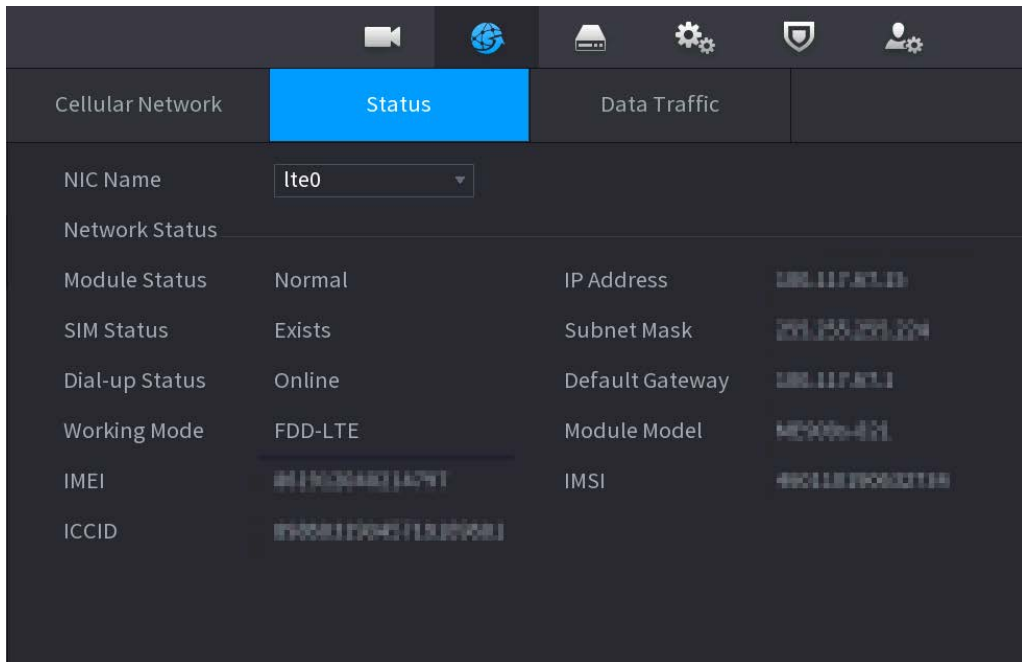 Cellular Network Status Data Traffic
NIC Name lte0
Network Status
Module Status Normal IP Address
SIM Status Exists Subnet Mask
Dial-up Status Online Default Gateway
Working Mode FDD-LTE Module Model
IMEI IMSI
ICCID